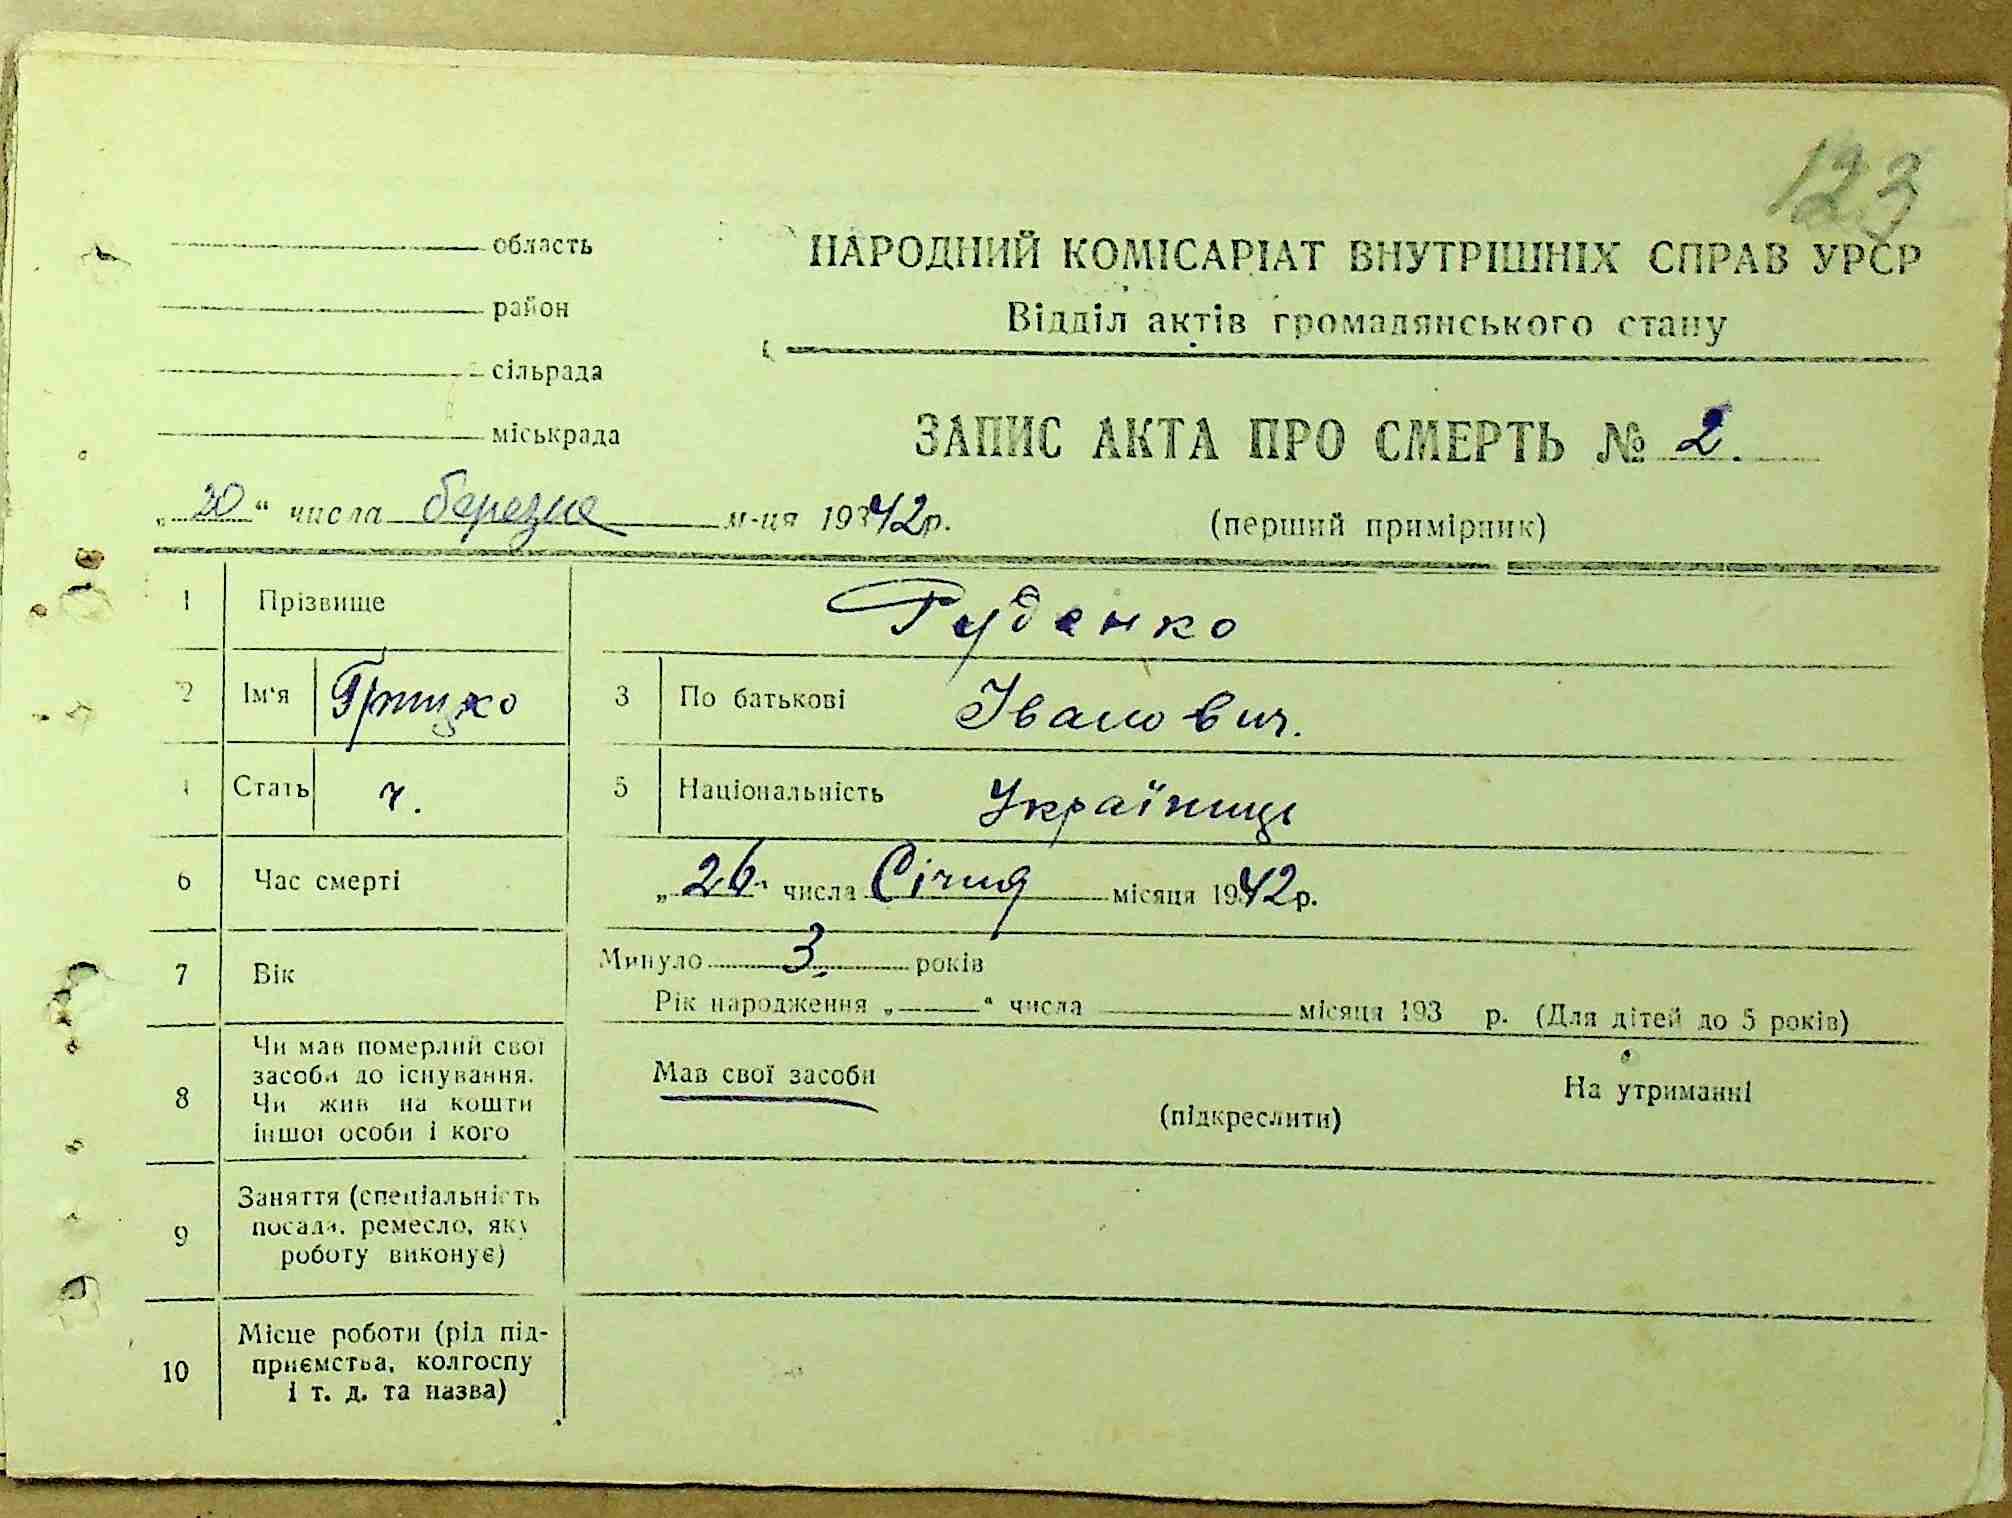 123
область
район
сільрада
міськрада
НАРОДНИЙ КОМІСАРІАТ ВНУТРІШНІХ СПРАВ УРСР
Відділ актів громадянського стану
ЗАПИС АКТА ПРО СМЕРТЬ № 2.
„20“ числа березня м-ця 1942р.
(перший примірник)
1 Прізвище Руденко
2 Ім'я Грицко 3 По батькові Іванович.
4 Стать ч. 5 Національність Українець
6 Час смерті „26“ числа Січня місяця 1942р.
7 Вік Минуло 3. років
Рік народження „ “ числа місяця 193 р. (Для дітей до 5 років)
8 Чи мав померлий свої
засоби до існування.
Чи жив на кошти
іншої особи і кого
Мав свої засоби
(підкреслити)
На утриманні
9 Заняття (спеціальність
посада, ремесло, яку
роботу виконує)
10 Місце роботи (рід під-
приємства, колгоспу
і т. д. та назва)